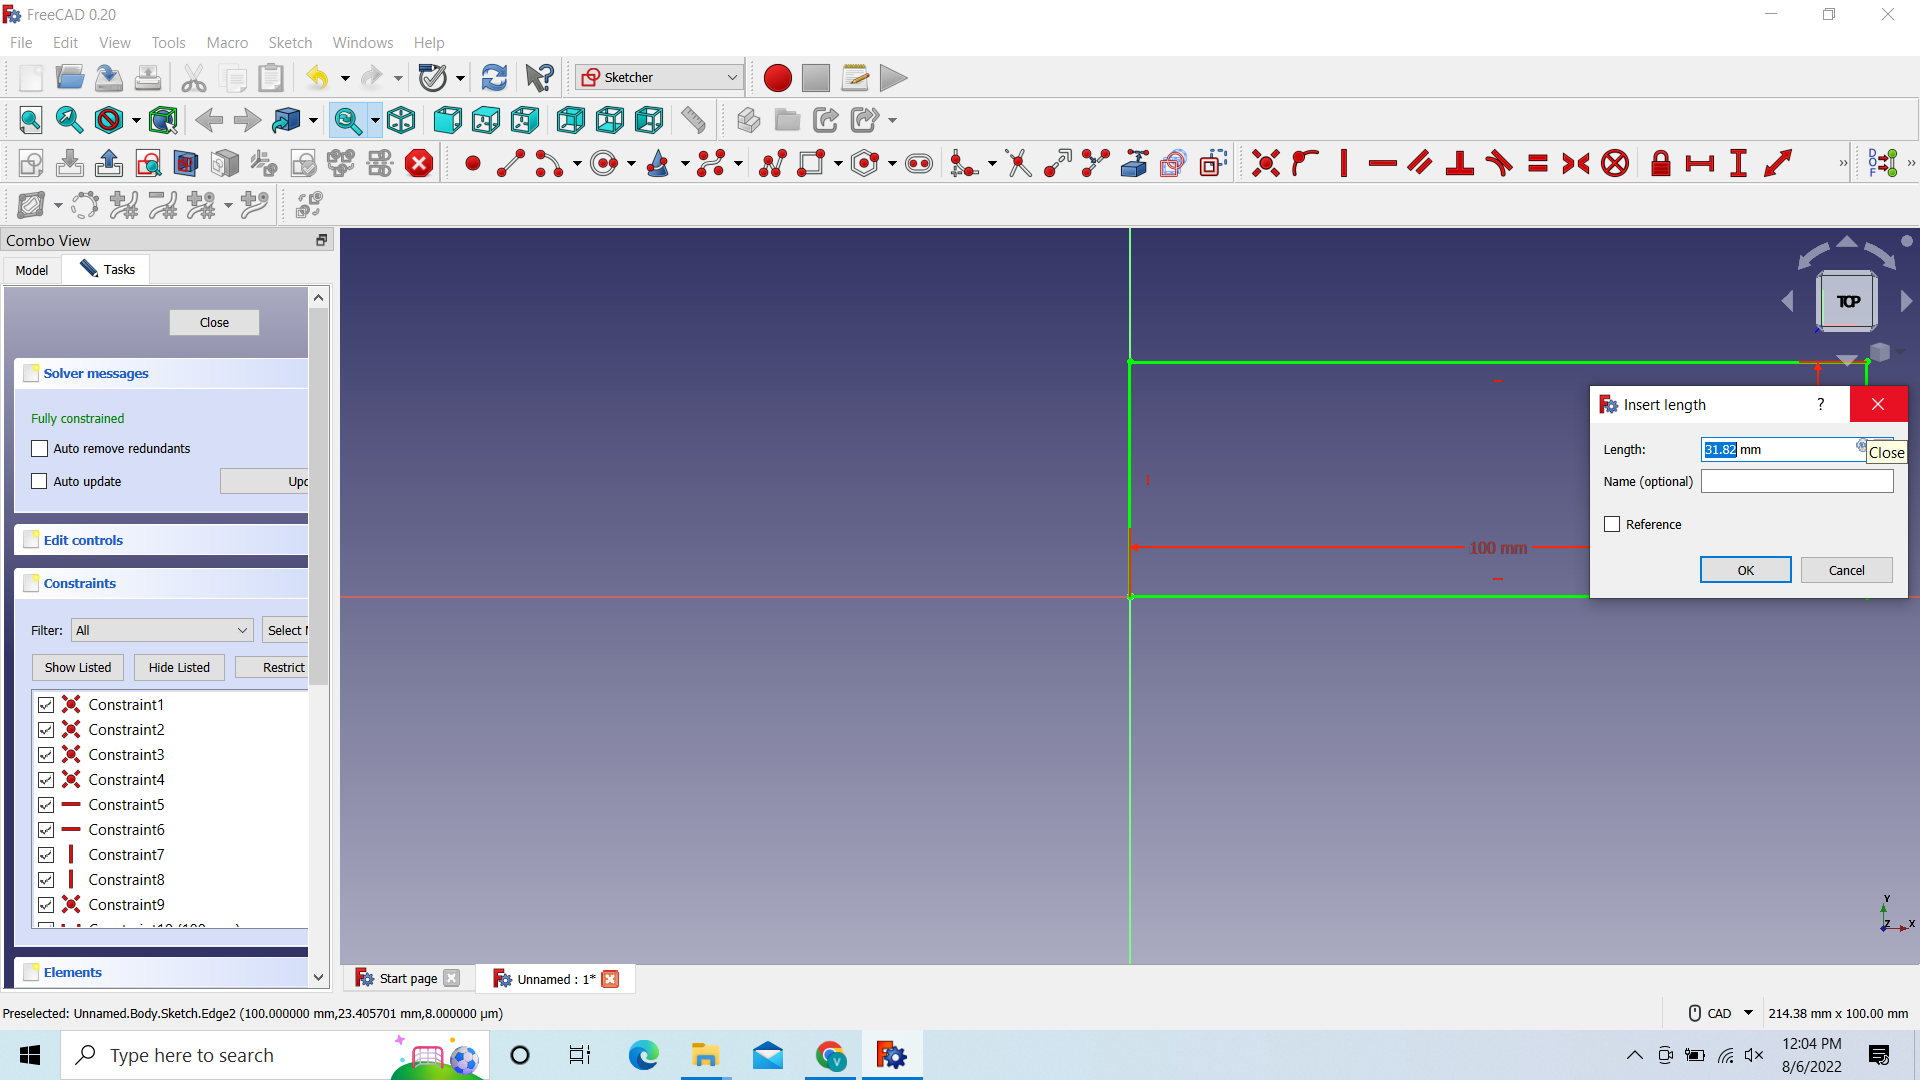 FreeCAD 0.20
File Edit View Tools Macro Sketch Windows Help
Sketcher
Combo View
Model Tasks
Close
Solver messages
Fully constrained
Auto remove redundants
Auto update
Edit controls
Constraints
Filter: All Select
Show Listed Hide Listed Restrict
Constraint1
Constraint2
Constraint3
Constraint4
Constraint5
Constraint6
Constraint7
Constraint8
Constraint9
Elements
TOP
Insert length ?
Length: 31.82 mm
Close
Name (optional)
Reference
OK Cancel
100 mm
Y
Z X
Start page Unnamed : 1*
Preselected: Unnamed.Body.Sketch.Edge2 (100.000000 mm,23.405701 mm,8.000000 µm)
CAD 214.38 mm x 100.00 mm
Type here to search
V
12:04 PM
8/6/2022